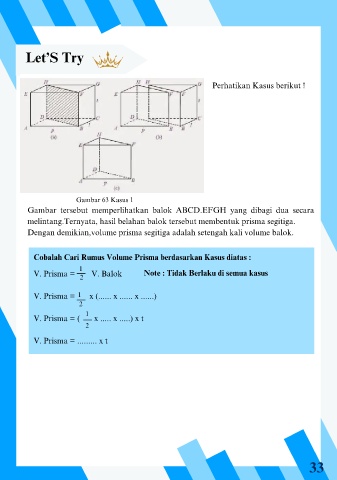 Let'S Try
Perhatikan Kasus berikut !
H G
E F
t
D C
A B
p
(a)
H H G
E F
t
D C
A B B
p
(b)
H
E F
D
A B
p
(c)
Gambar 63 Kasus 1
Gambar tersebut memperlihatkan balok ABCD.EFGH yang dibagi dua secara
melintang.Ternyata, hasil belahan balok tersebut membentuk prisma segitiga.
Dengan demikian,volume prisma segitiga adalah setengah kali volume balok.
Cobalah Cari Rumus Volume Prisma berdasarkan Kasus diatas :
V. Prisma = 1/2 V. Balok Note : Tidak Berlaku di semua kasus
V. Prisma = 1/2 x (...... x ...... x ......)
V. Prisma = ( 1/2 x ..... x .....) x t
V. Prisma = ......... x t
33